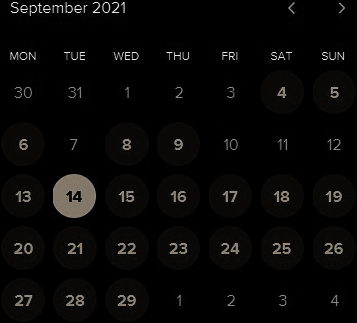 September 2021
MON TUE WED THU FRI SAT SUN
30 31 1 2 3 4 5
6 7 8 9 10 11 12
13 14 15 16 17 18 19
20 21 22 23 24 25 26
27 28 29 1 2 3 4